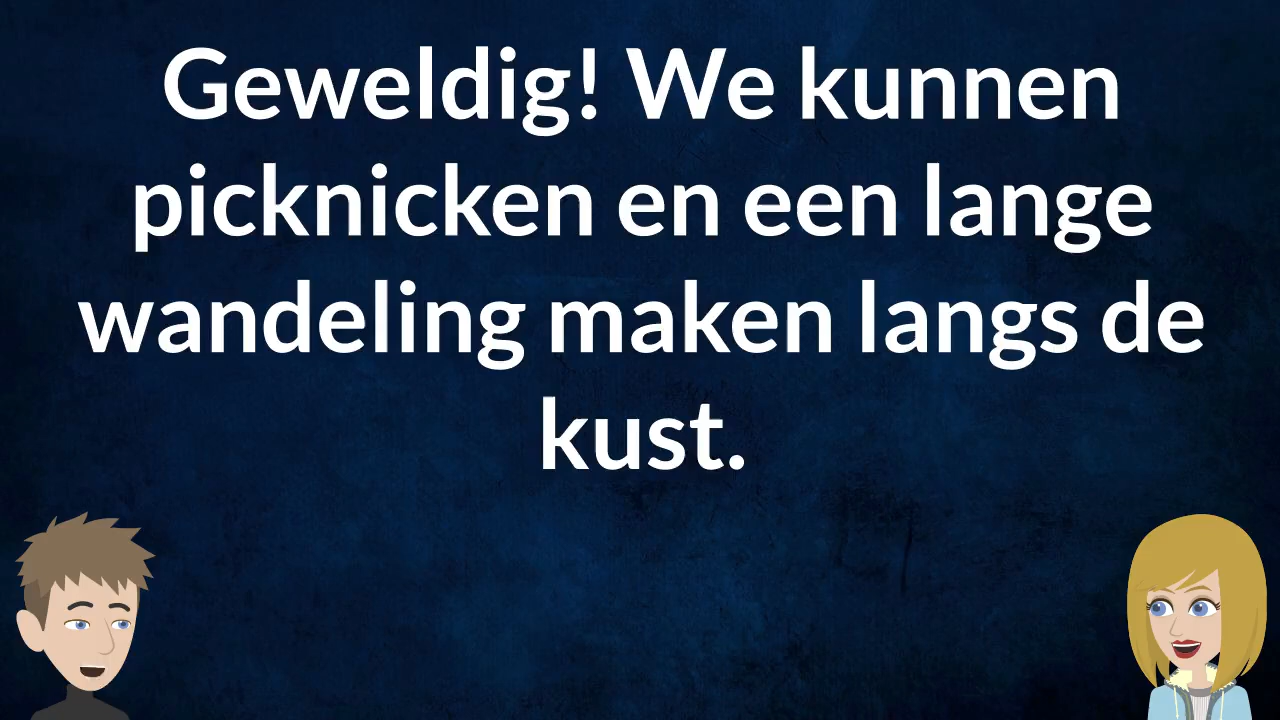 Geweldig! We kunnen
picknicken en een lange
wandeling maken langs de
kust.